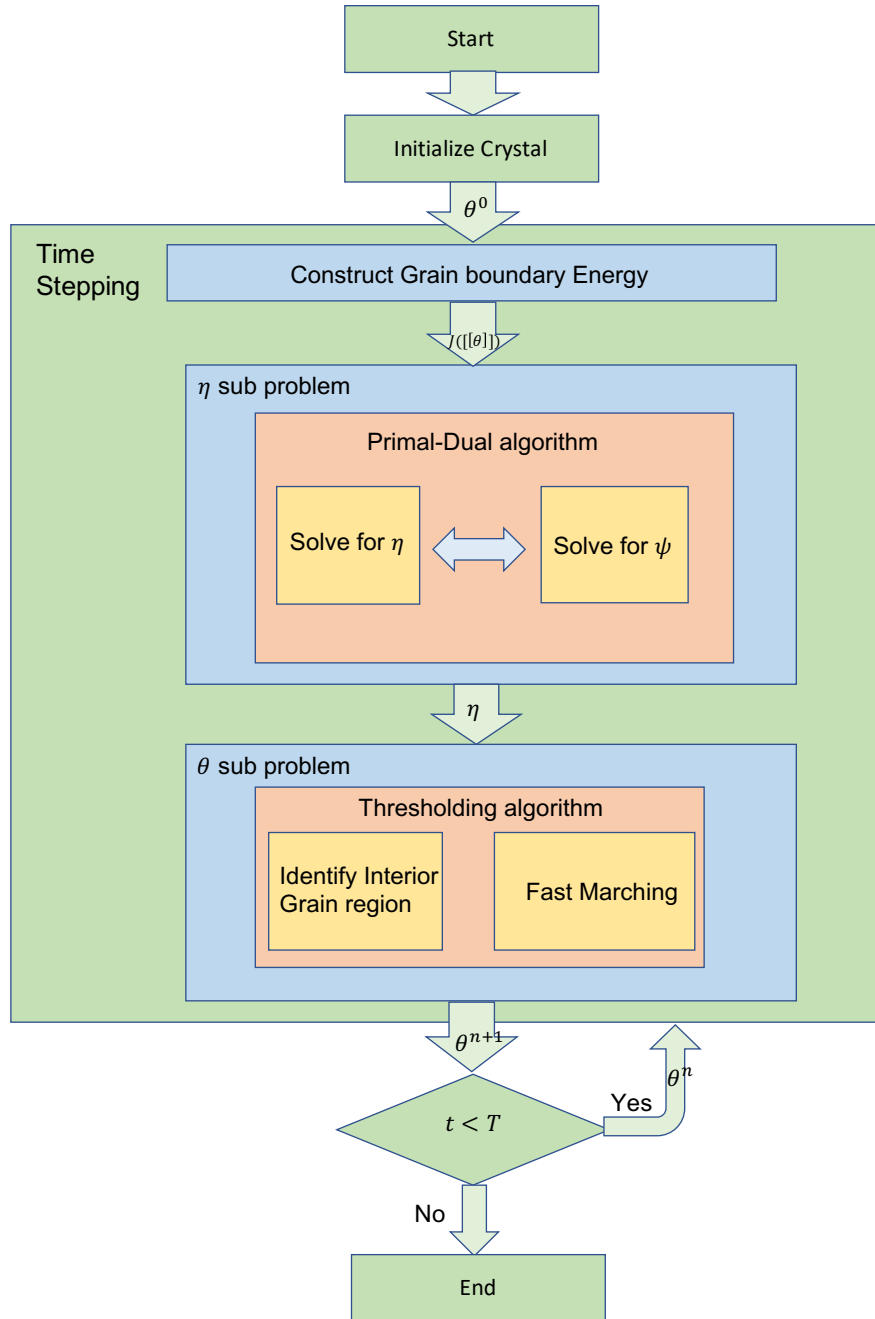 Start
Initialize Crystal
θ⁰
Time
Stepping
Construct Grain boundary Energy
J([[θ]])
η sub problem
Primal-Dual algorithm
Solve for η
Solve for ψ
η
θ sub problem
Thresholding algorithm
Identify Interior
Grain region
Fast Marching
θⁿ⁺¹
θⁿ
Yes
t < T
No
End